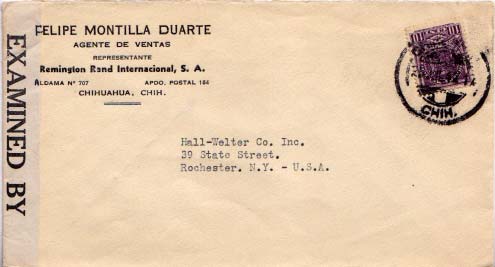 FELIPE MONTILLA DUARTE
AGENTE DE VENTAS
REPRESENTANTE
Remington Rand Internacional, S. A.
ALDAMA Nº 707 APDO. POSTAL 184
CHIHUAHUA, CHIH.
EXAMINED BY
CHIH.
Hall-Welter Co. Inc.
39 State Street.
Rochester. N.Y. - U.S.A.